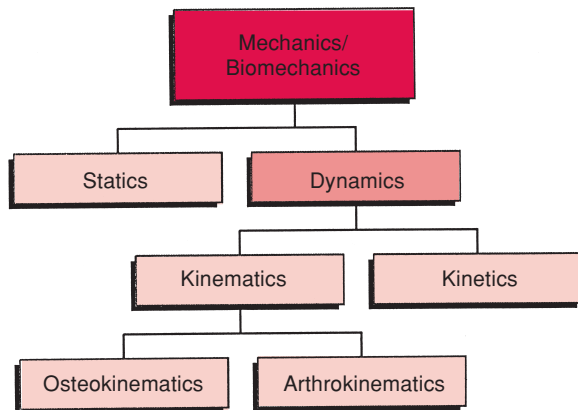 Mechanics/
Biomechanics
Statics
Dynamics
Kinematics
Kinetics
Osteokinematics
Arthrokinematics